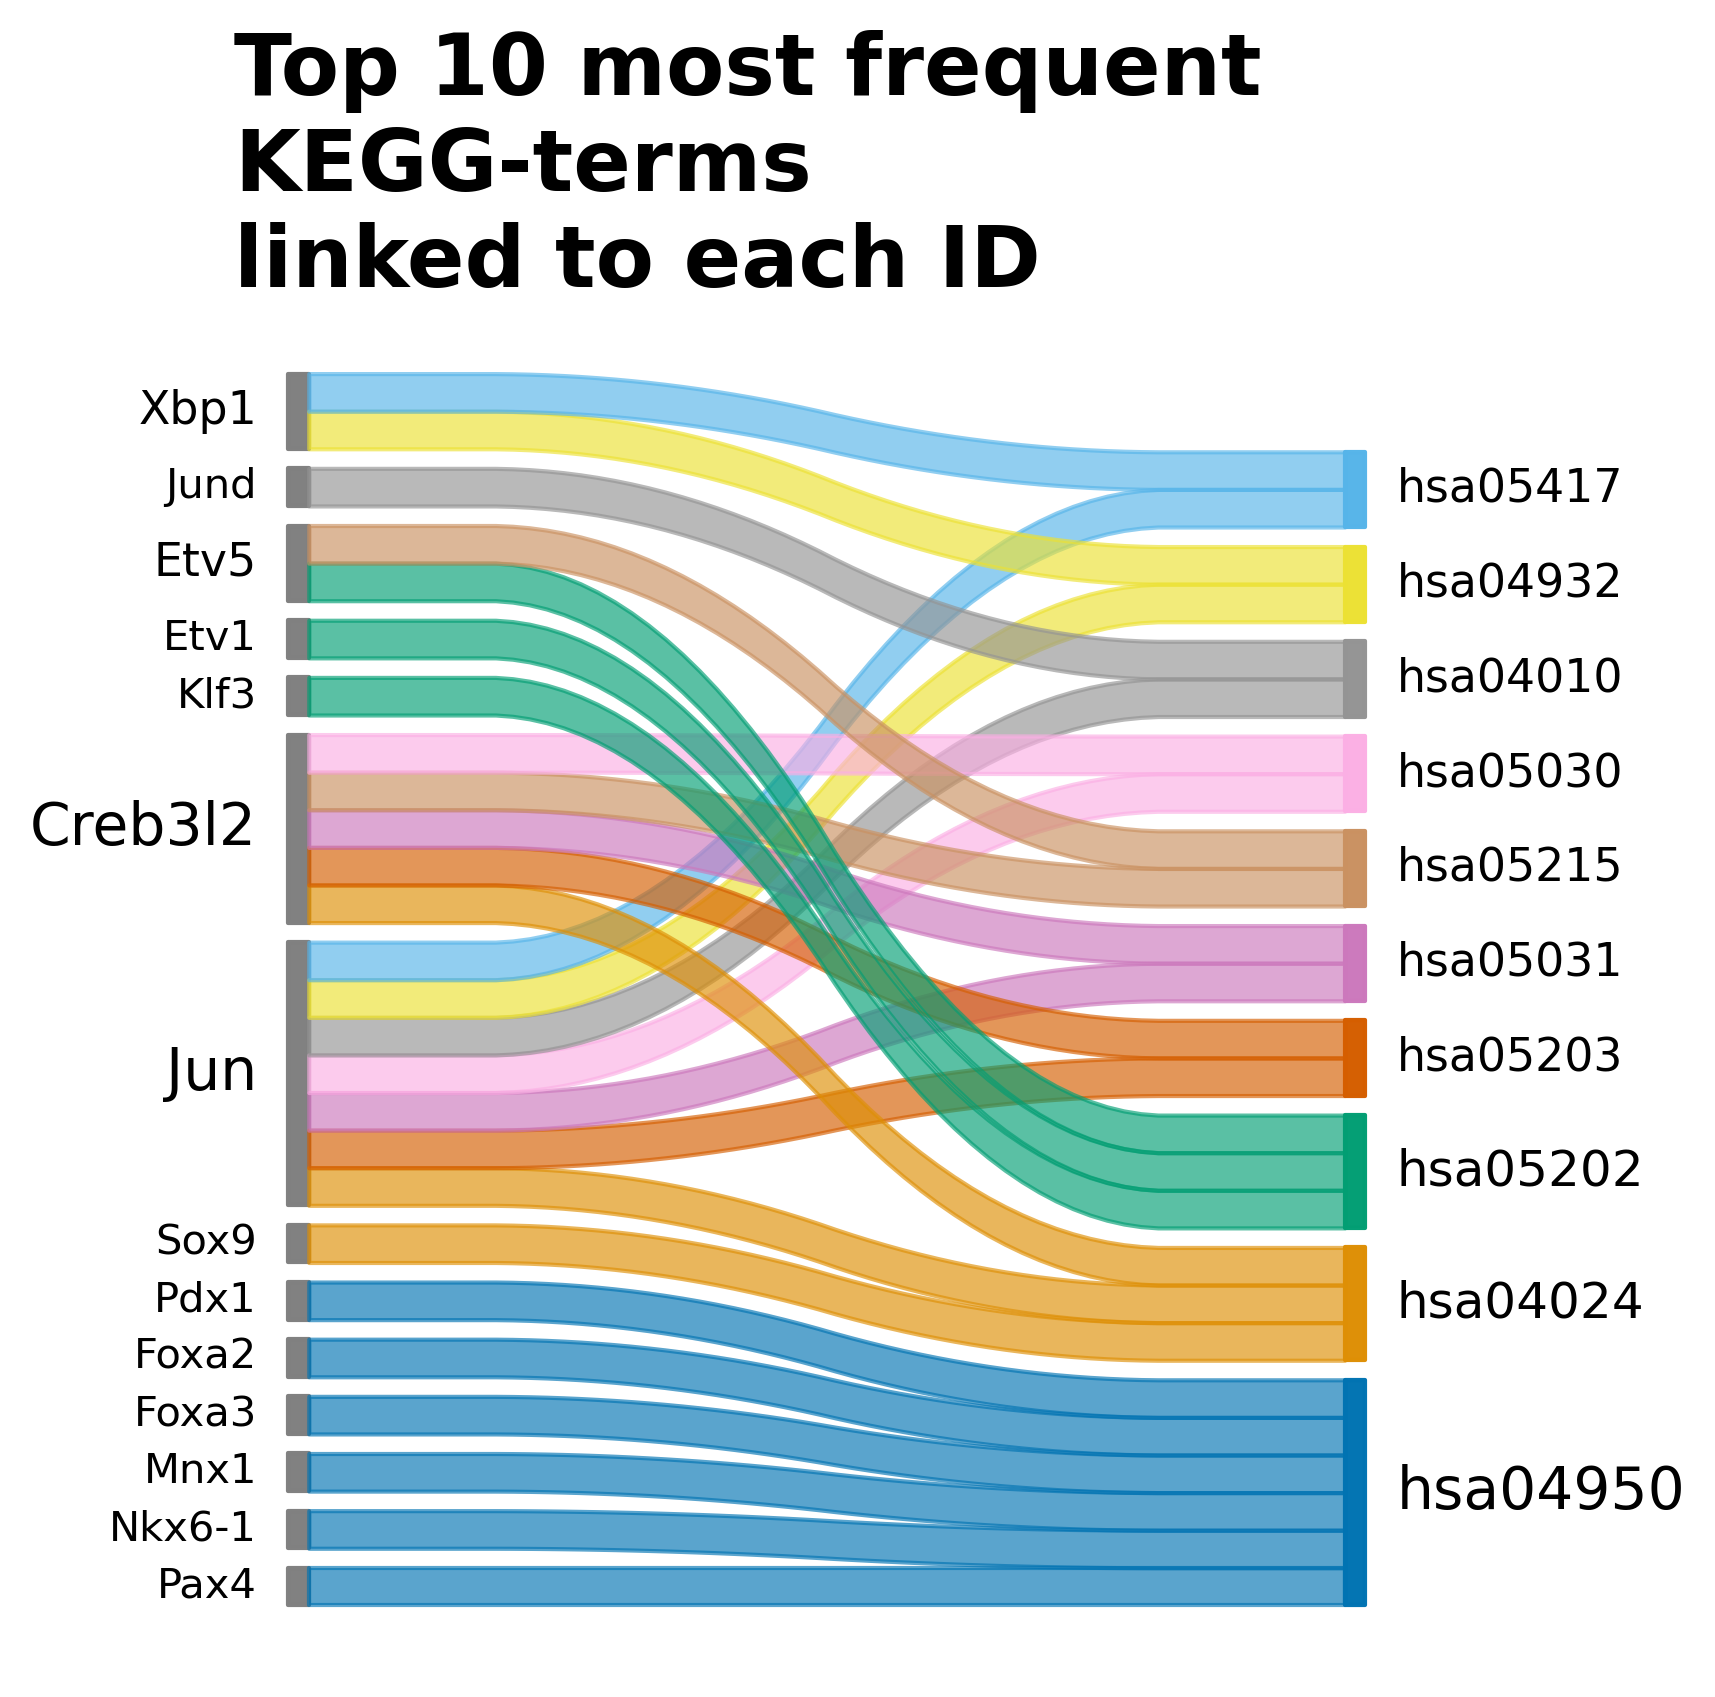 Top 10 most frequent
KEGG-terms
linked to each ID
Xbp1
Jund
Etv5
Etv1
Klf3
Creb3l2
Jun
Sox9
Pdx1
Foxa2
Foxa3
Mnx1
Nkx6-1
Pax4
hsa05417
hsa04932
hsa04010
hsa05030
hsa05215
hsa05031
hsa05203
hsa05202
hsa04024
hsa04950